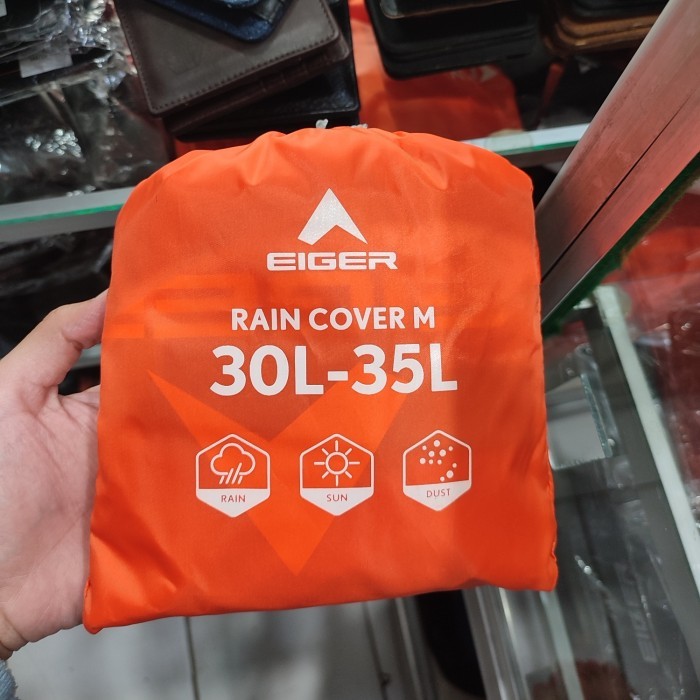 EIGER
RAIN COVER M
30L-35L
RAIN
SUN
DUST